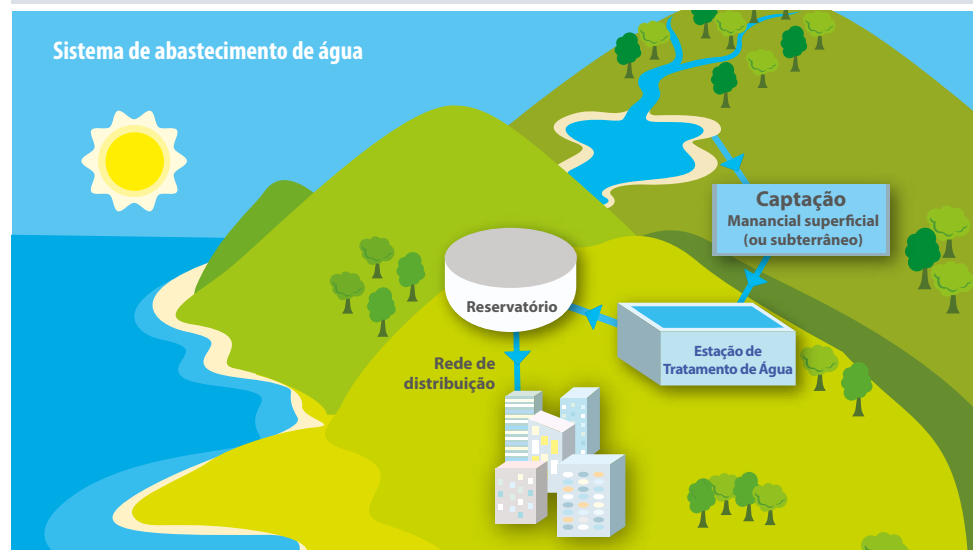 Sistema de abastecimento de água
Captação
Manancial superficial
(ou subterrâneo)
Reservatório
Estação de
Tratamento de Água
Rede de
distribuição